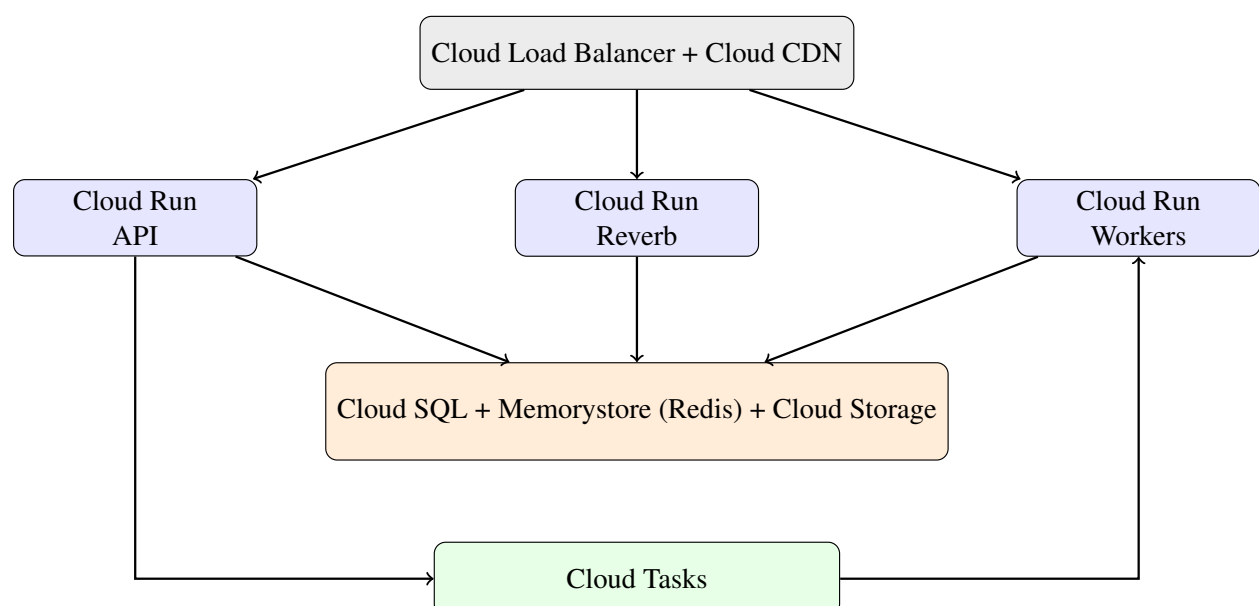 Cloud Load Balancer + Cloud CDN
Cloud Run
API
Cloud Run
Reverb
Cloud Run
Workers
Cloud SQL + Memorystore (Redis) + Cloud Storage
Cloud Tasks